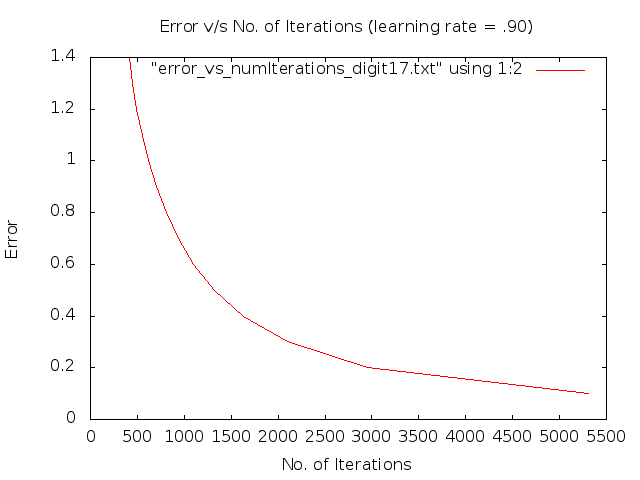 Error v/s No. of Iterations (learning rate = .90)
"error_vs_numIterations_digit17.txt" using 1:2
1.4
1.2
1
0.8
0.6
0.4
0.2
0
Error
0 500 1000 1500 2000 2500 3000 3500 4000 4500 5000 5500
No. of Iterations